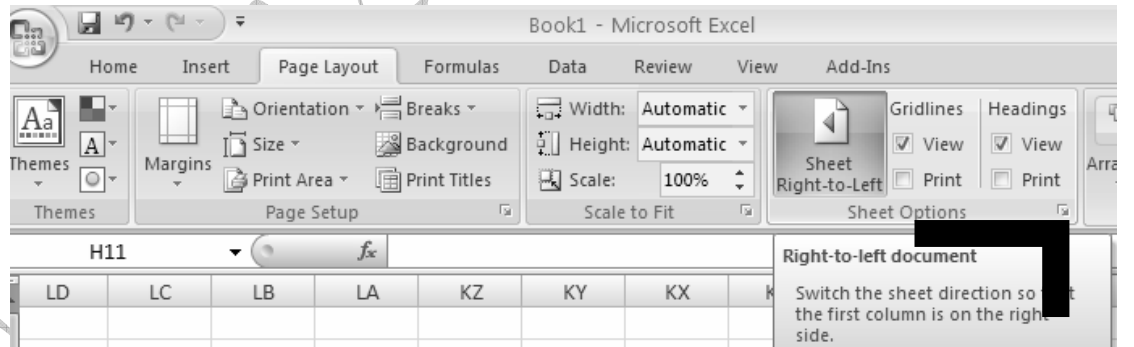 Book1 - Microsoft Excel
Home Insert Page Layout Formulas Data Review View Add-Ins
Aa Orientation Breaks Width: Automatic Gridlines Headings
A Size Background Height: Automatic View View
Themes Margins Print Area Print Titles Scale: 100% Sheet Right-to-Left Print Print
Themes Page Setup Scale to Fit Sheet Options
H11 fx
Right-to-left document
LD LC LB LA KZ KY KX
Switch the sheet direction so
the first column is on the right
side.